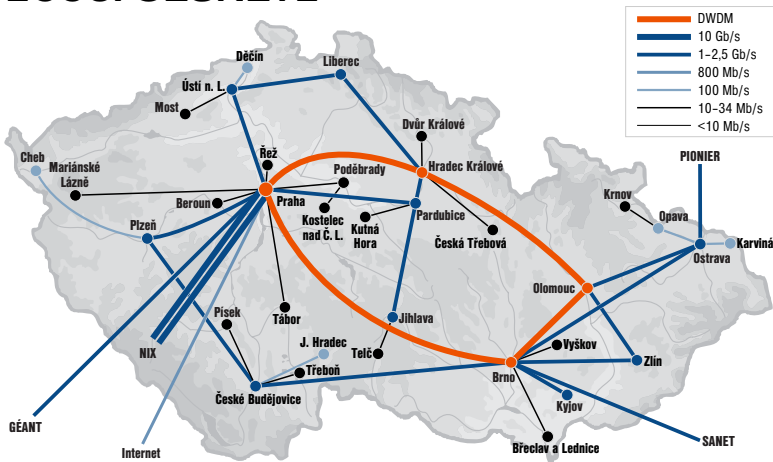 DWDM
10 Gb/s
1–2,5 Gb/s
800 Mb/s
100 Mb/s
10–34 Mb/s
<10 Mb/s
Děčín
Liberec
Ústí n. L.
Most
Dvůr Králové
Cheb
Mariánské
Lázně
Řež
Poděbrady
Hradec Králové
PIONIER
Beroun
Praha
Krnov
Opava
Plzeň
Kostelec
nad Č. L.
Kutná
Hora
Pardubice
Česká Třebová
Karviná
Ostrava
Olomouc
Písek
Tábor
Jihlava
NIX
J. Hradec
Telč
Vyškov
Třeboň
Brno
Zlín
České Budějovice
Kyjov
GÉANT
Internet
Břeclav a Lednice
SANET